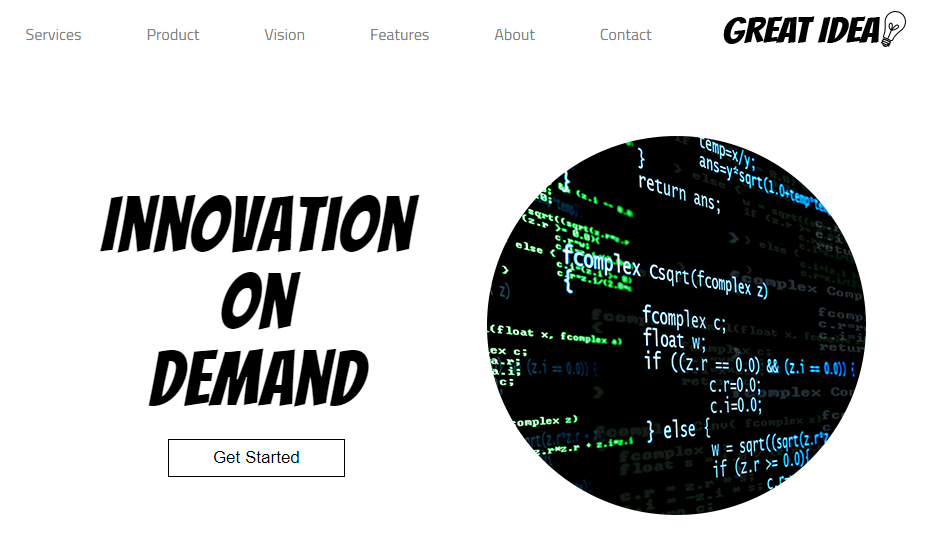 Services Product Vision Features About Contact GREAT IDEA
INNOVATION
ON
DEMAND
Get Started
temp=x/y;
ans=y*sqrt(1.0+temp*temp
}
return ans;
fcomplex Csqrt(fcomplex z)
{
fcomplex c;
float w;
if ((z.r == 0.0) && (z.i == 0.0))
c.r=0.0;
c.i=0.0;
} else {
w = sqrt((sqrt(z.r*z
if (z.r >= 0.0){